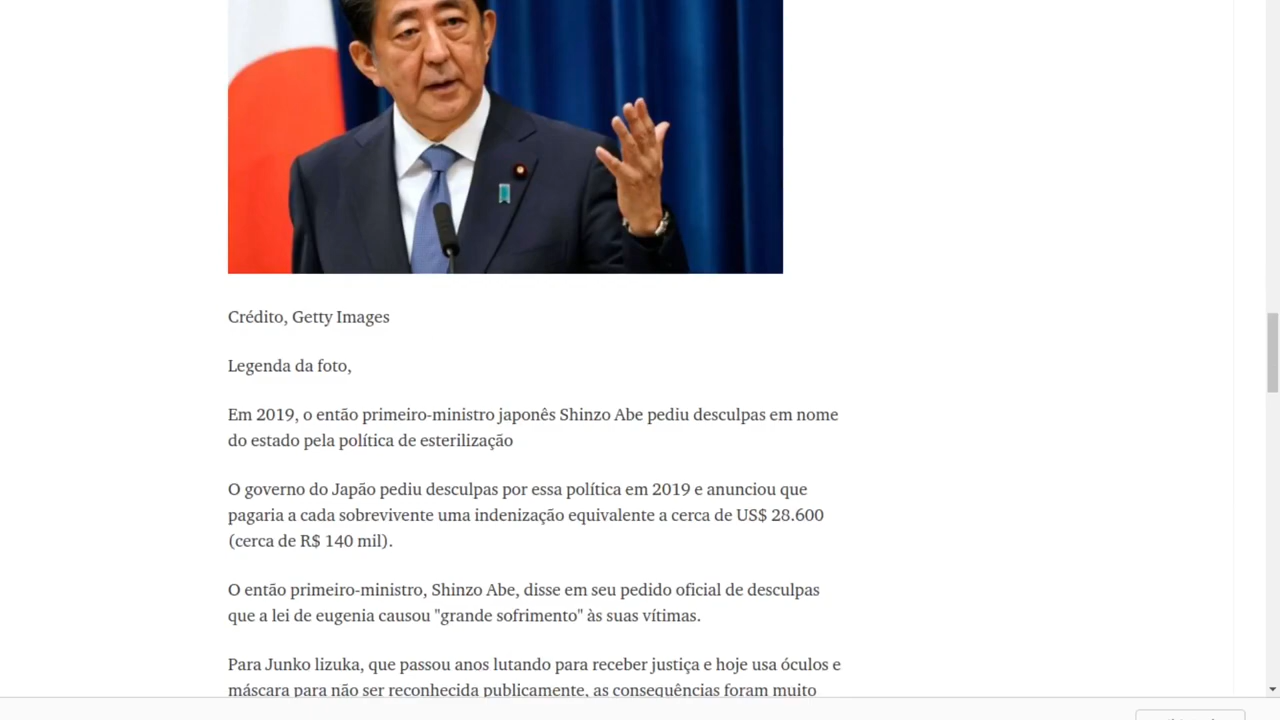 Crédito, Getty Images
Legenda da foto,
Em 2019, o então primeiro-ministro japonês Shinzo Abe pediu desculpas em nome
do estado pela política de esterilização
O governo do Japão pediu desculpas por essa política em 2019 e anunciou que
pagaria a cada sobrevivente uma indenização equivalente a cerca de US$ 28.600
(cerca de R$ 140 mil).
O então primeiro-ministro, Shinzo Abe, disse em seu pedido oficial de desculpas
que a lei de eugenia causou "grande sofrimento" às suas vítimas.
Para Junko lizuka, que passou anos lutando para receber justiça e hoje usa óculos e
máscara para não ser reconhecida publicamente, as consequências foram muito